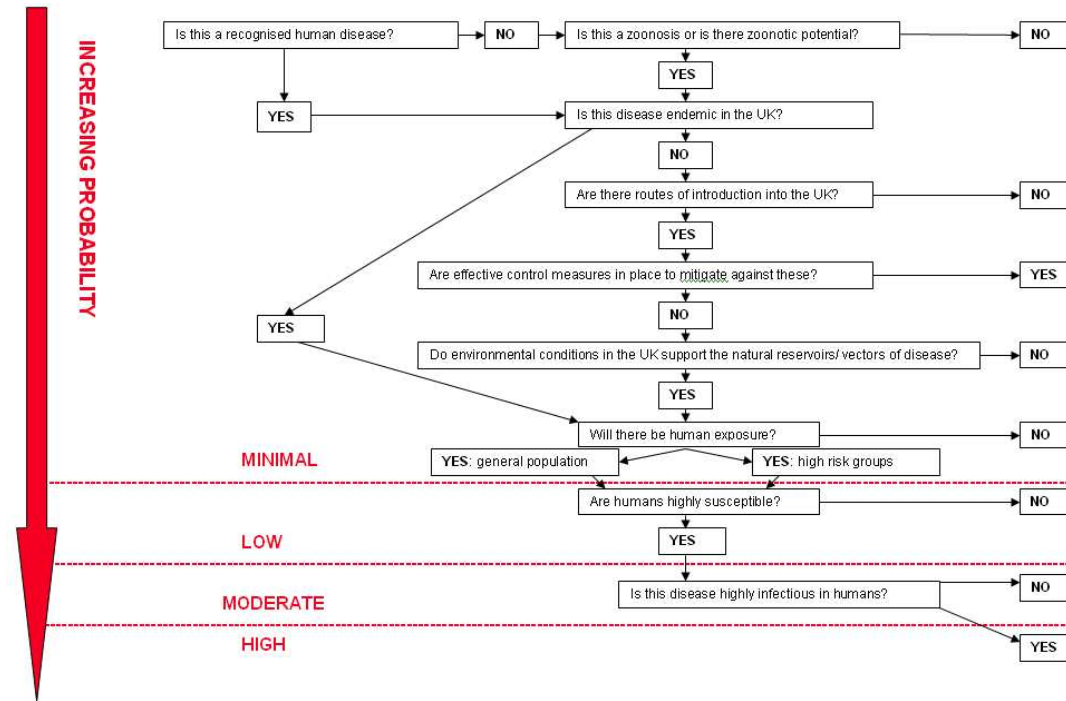 INCREASING PROBABILITY
Is this a recognised human disease?
NO
Is this a zoonosis or is there zoonotic potential?
NO
YES
YES
Is this disease endemic in the UK?
NO
Are there routes of introduction into the UK?
NO
YES
Are effective control measures in place to mitigate against these?
YES
NO
YES
Do environmental conditions in the UK support the natural reservoirs/ vectors of disease?
NO
YES
Will there be human exposure?
NO
MINIMAL
YES: general population
YES: high risk groups
Are humans highly susceptible?
NO
LOW
YES
MODERATE
Is this disease highly infectious in humans?
NO
HIGH
YES